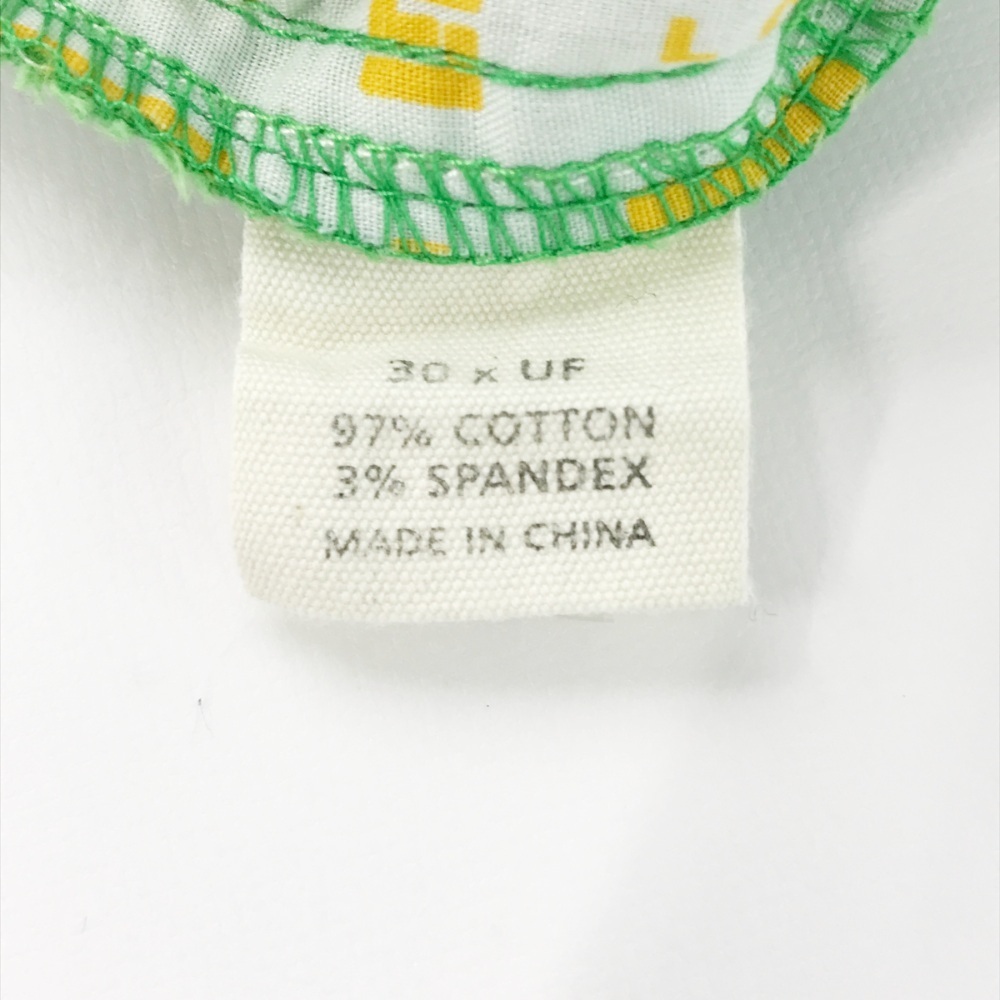 30 x UF
97% COTTON
3% SPANDEX
MADE IN CHINA